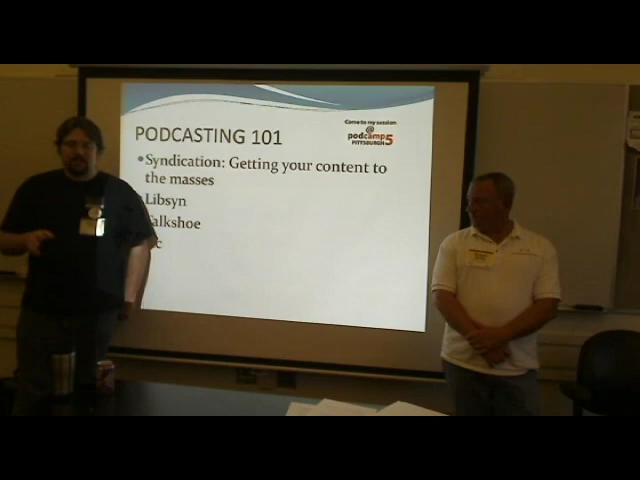 Come to my session
@
podcamp5
PITTSBURGH
PODCASTING 101
• Syndication: Getting your content to
the masses
Libsyn
alkshoe
c